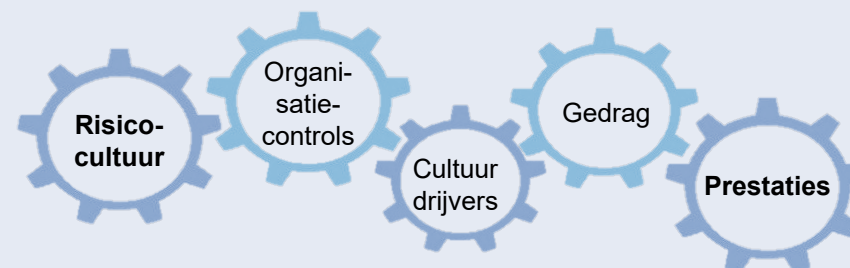 Risico-
cultuur
Organi-
satie-
controls
Cultuur
drijvers
Gedrag
Prestaties